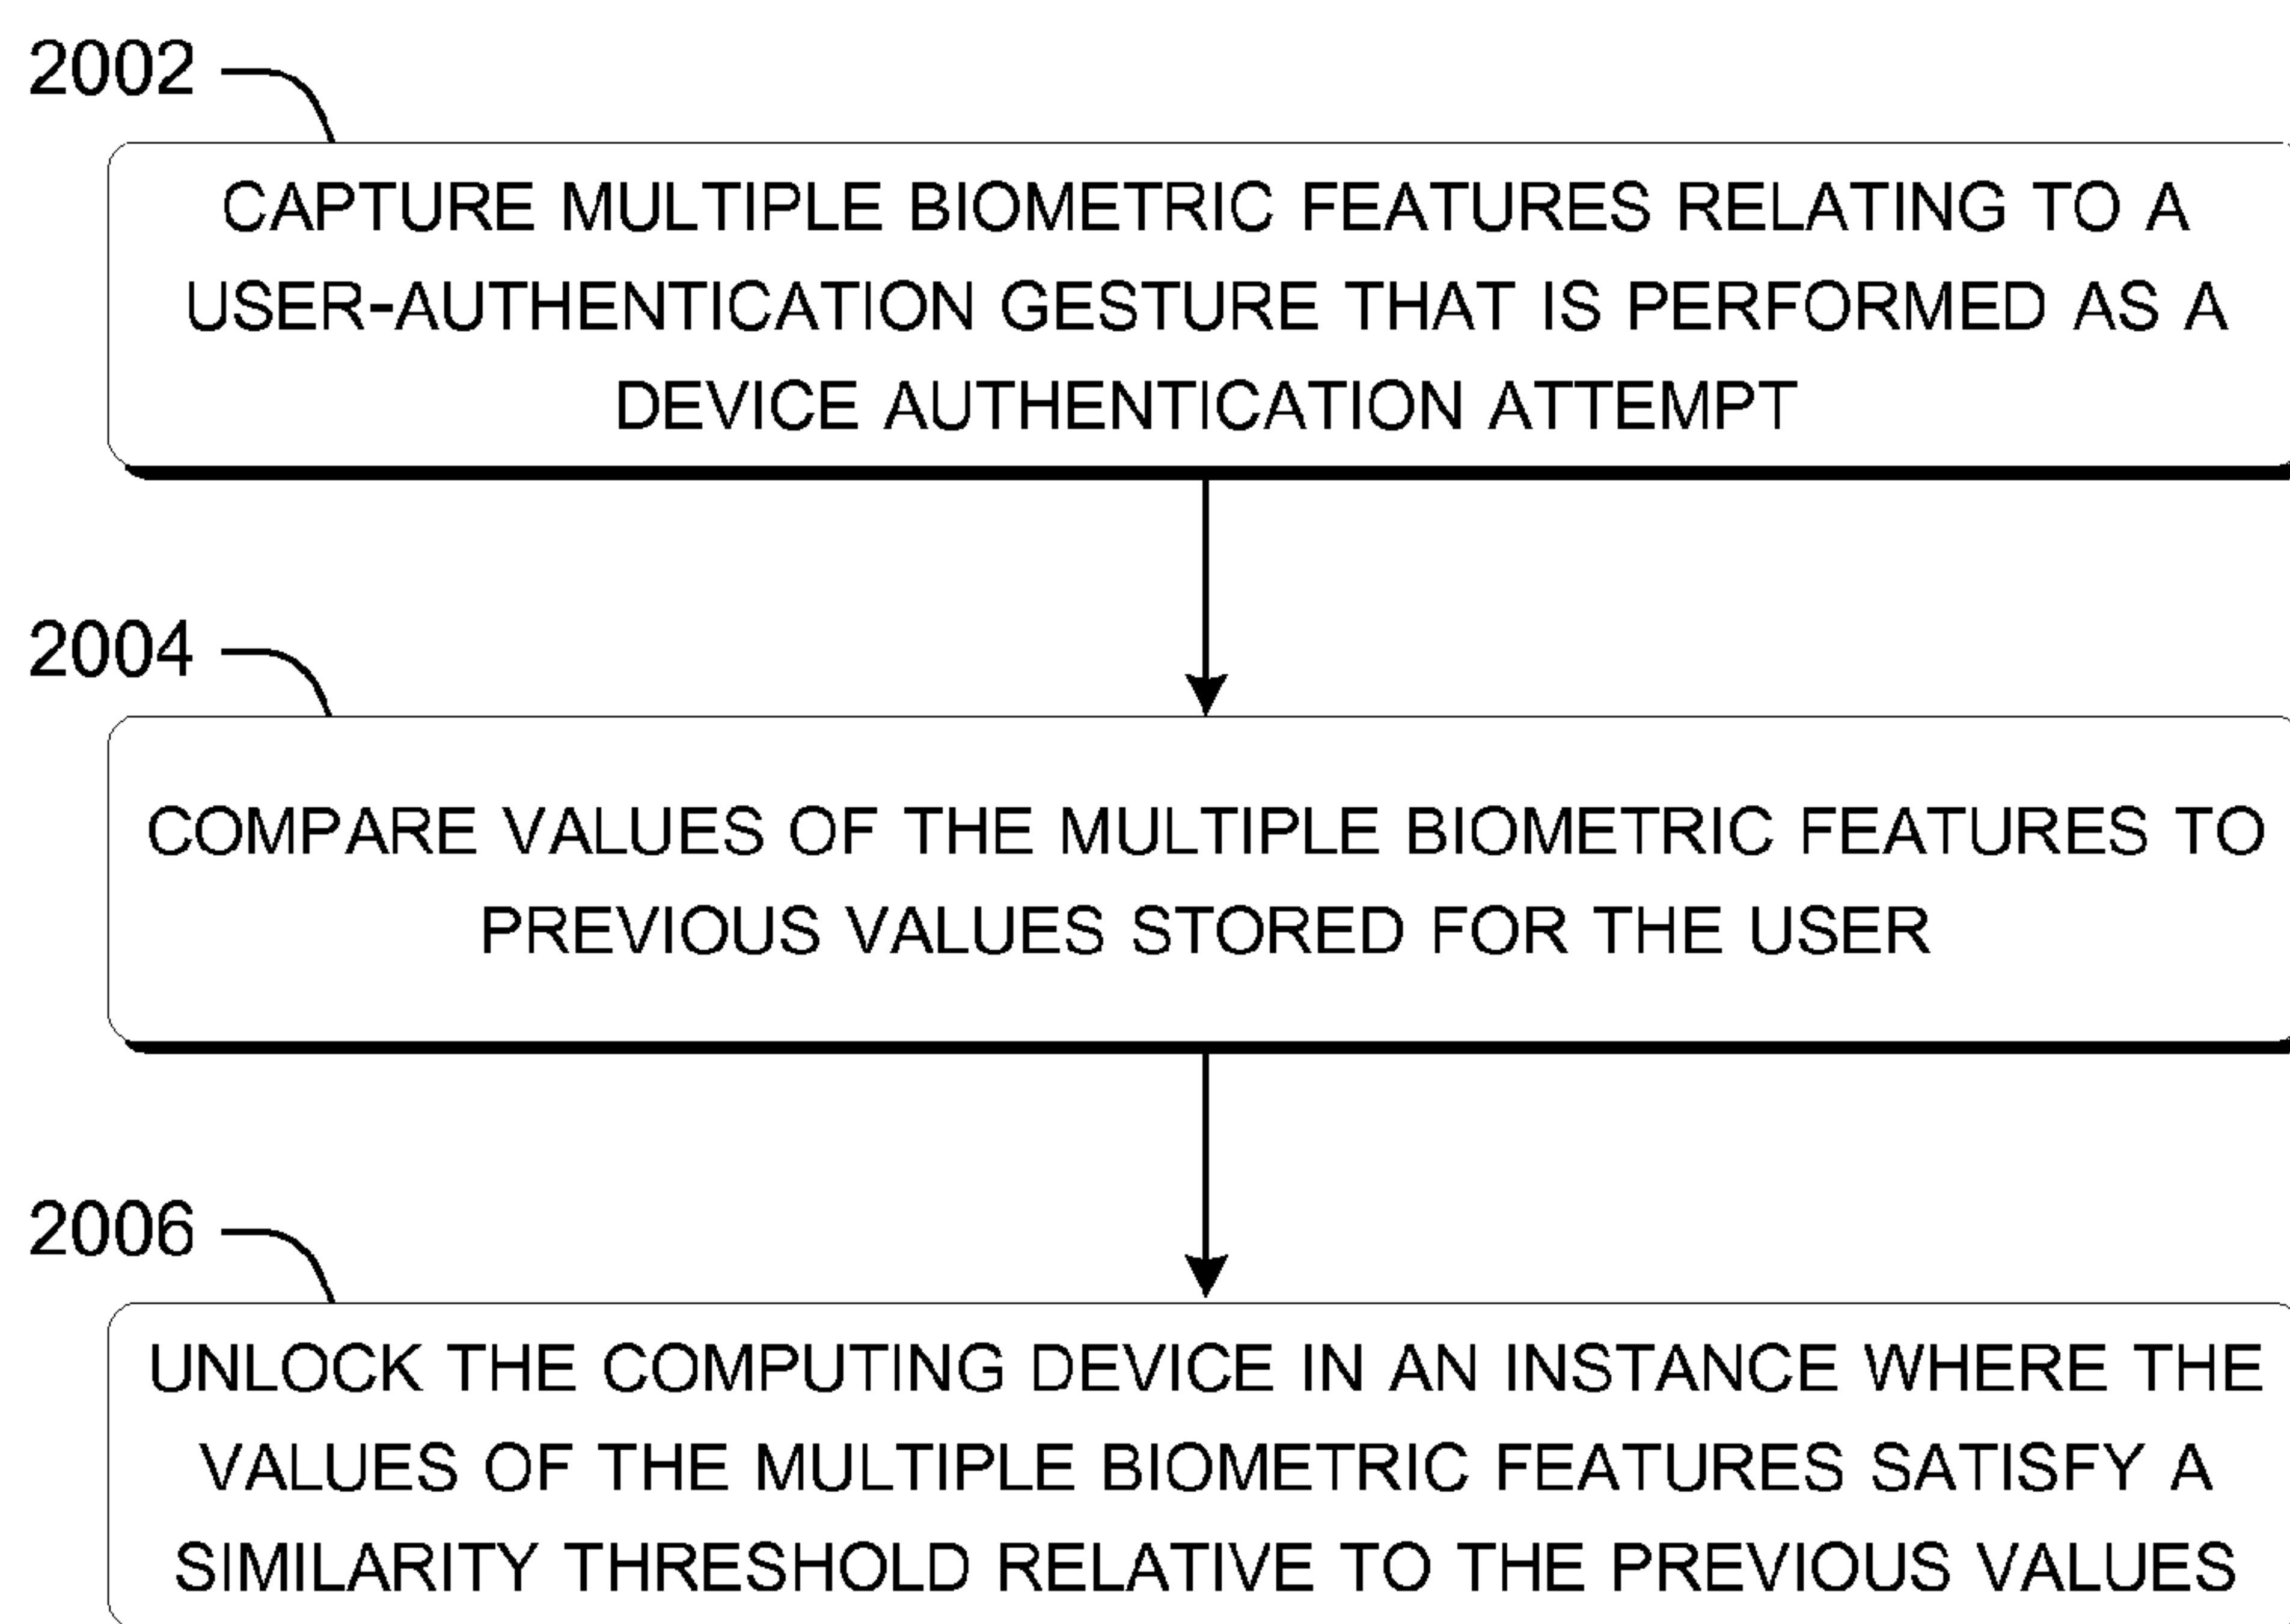 2002
CAPTURE MULTIPLE BIOMETRIC FEATURES RELATING TO A
USER-AUTHENTICATION GESTURE THAT IS PERFORMED AS A
DEVICE AUTHENTICATION ATTEMPT
2004
COMPARE VALUES OF THE MULTIPLE BIOMETRIC FEATURES TO
PREVIOUS VALUES STORED FOR THE USER
2006
UNLOCK THE COMPUTING DEVICE IN AN INSTANCE WHERE THE
VALUES OF THE MULTIPLE BIOMETRIC FEATURES SATISFY A
SIMILARITY THRESHOLD RELATIVE TO THE PREVIOUS VALUES